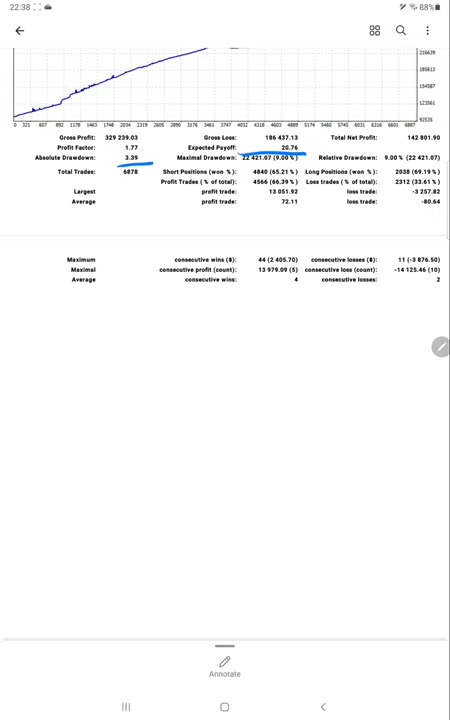 22:38 88%
216639
185613
154587
123561
92535
0 321 607 892 1178 1463 1748 2034 2319 2605 2890 3176 3461 3747 4032 4318 4603 4889 5174 5460 5745 6031 6316 6601 6887
Gross Profit: 329 239.03 Gross Loss: 186 437.13 Total Net Profit: 142 801.90
Profit Factor: 1.77 Expected Payoff: 20.76
Absolute Drawdown: 3.39 Maximal Drawdown: 22 421.07 (9.00 %) Relative Drawdown: 9.00 % (22 421.07)
Total Trades: 6878 Short Positions (won %): 4840 (65.21 %) Long Positions (won %): 2038 (69.19 %)
Profit Trades (% of total): 4566 (66.39 %) Loss trades (% of total): 2312 (33.61 %)
Largest profit trade: 13 051.92 loss trade: -3 257.82
Average profit trade: 72.11 loss trade: -80.64
Maximum consecutive wins ($): 44 (2 405.70) consecutive losses ($): 11 (-3 876.50)
Maximal consecutive profit (count): 13 979.09 (5) consecutive loss (count): -14 125.46 (10)
Average consecutive wins: 4 consecutive losses: 2
Annotate